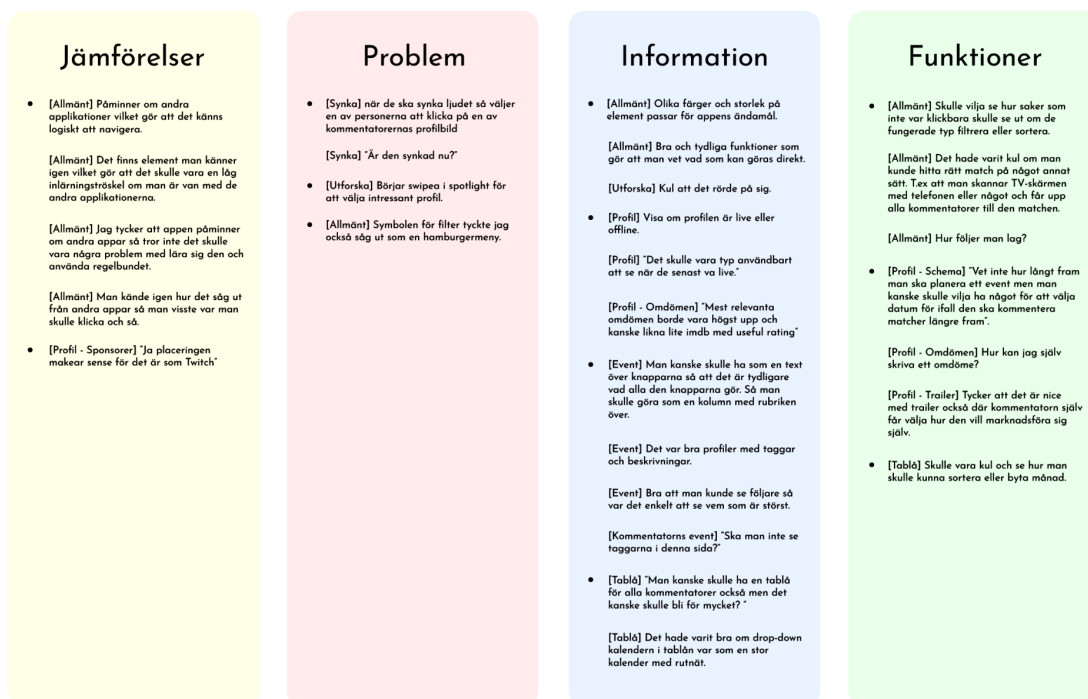 Jämförelser
[Allmänt] Påminner om andra
applikationer vilket gör att det känns
logiskt att navigera.
[Allmänt] Det finns element man känner
igen vilket gör att det skulle vara en låg
inlärningströskel om man är van med de
andra applikationerna.
[Allmänt] Jag tycker att appen påminner
om andra appar så tror inte det skulle
vara några problem med lära sig den och
använda regelbundet.
[Allmänt] Man kände igen hur det såg ut
från andra appar så man visste var man
skulle klicka och så.
[Profil - Sponsorer] "Ja placeringen
makear sense för det är som Twitch"
Problem
[Synka] när de ska synka ljudet så väljer
en av personerna att klicka på en av
kommentatorernas profilbild
[Synka] "Är den synkad nu?"
[Utforska] Börjar swipea i spotlight för
att välja intressant profil.
[Allmänt] Symbolen för filter tyckte jag
också såg ut som en hamburgermeny.
Information
[Allmänt] Olika färger och storlek på
element passar för appens ändamål.
[Allmänt] Bra och tydliga funktioner som
gör att man vet vad som kan göras direkt.
[Utforska] Kul att det rörde på sig.
[Profil] Visa om profilen är live eller
offline.
[Profil] "Det skulle vara typ användbart
att se när de senast va live."
[Profil - Omdömen] "Mest relevanta
omdömen borde vara högst upp och
kanske likna lite imdb med useful rating"
[Event] Man kanske skulle ha som en text
över knapparna så att det är tydligare
vad alla den knapparna gör. Så man
skulle göra som en kolumn med rubriken
över.
[Event] Det var bra profiler med taggar
och beskrivningar.
[Event] Bra att man kunde se följare så
var det enkelt att se vem som är störst.
[Kommentatorns event] "Ska man inte se
taggarna i denna sida?"
[Tablå] "Man kanske skulle ha en tablå
för alla kommentatorer också men det
kanske skulle bli för mycket? "
[Tablå] Det hade varit bra om drop-down
kalendern i tablån var som en stor
kalender med rutnät.
Funktioner
[Allmänt] Skulle vilja se hur saker som
inte var klickbara skulle se ut om de
fungerade typ filtrera eller sortera.
[Allmänt] Det hade varit kul om man
kunde hitta rätt match på något annat
sätt. T.ex att man skannar TV-skärmen
med telefonen eller något och får upp
alla kommentatorer till den matchen.
[Allmänt] Hur följer man lag?
[Profil - Schema] "Vet inte hur långt fram
man ska planera ett event men man
kanske skulle vilja ha något för att välja
datum för ifall den ska kommentera
matcher längre fram".
[Profil - Omdömen] Hur kan jag själv
skriva ett omdöme?
[Profil - Trailer] Tycker att det är nice
med trailer också där kommentatorn själv
får välja hur den vill marknadsföra sig
själv.
[Tablå] Skulle vara kul och se hur man
skulle kunna sortera eller byta månad.